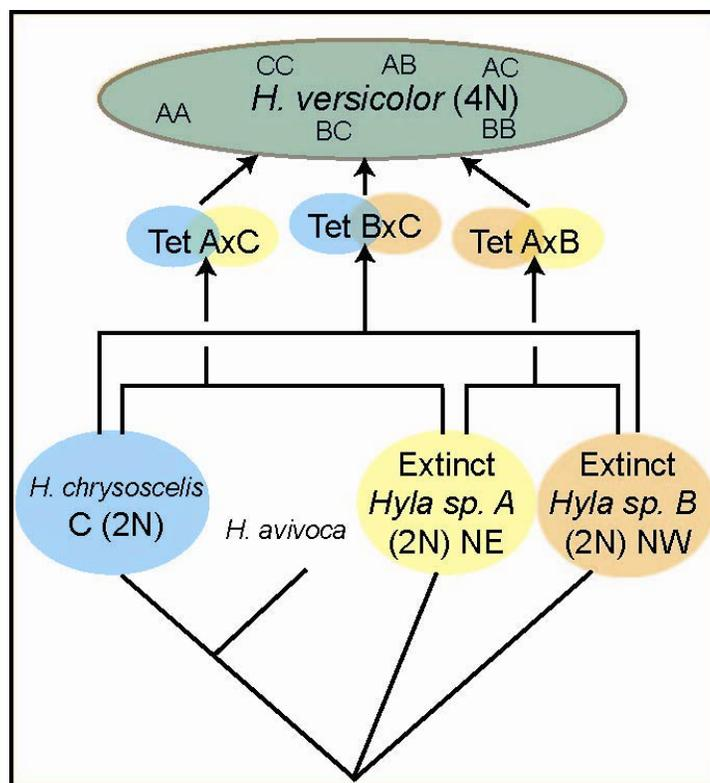 CC AB AC
H. versicolor (4N)
AA BC BB
Tet AxC
Tet BxC
Tet AxB
H. chrysoscelis
C (2N)
H. avivoca
Extinct
Hyla sp. A
(2N) NE
Extinct
Hyla sp. B
(2N) NW